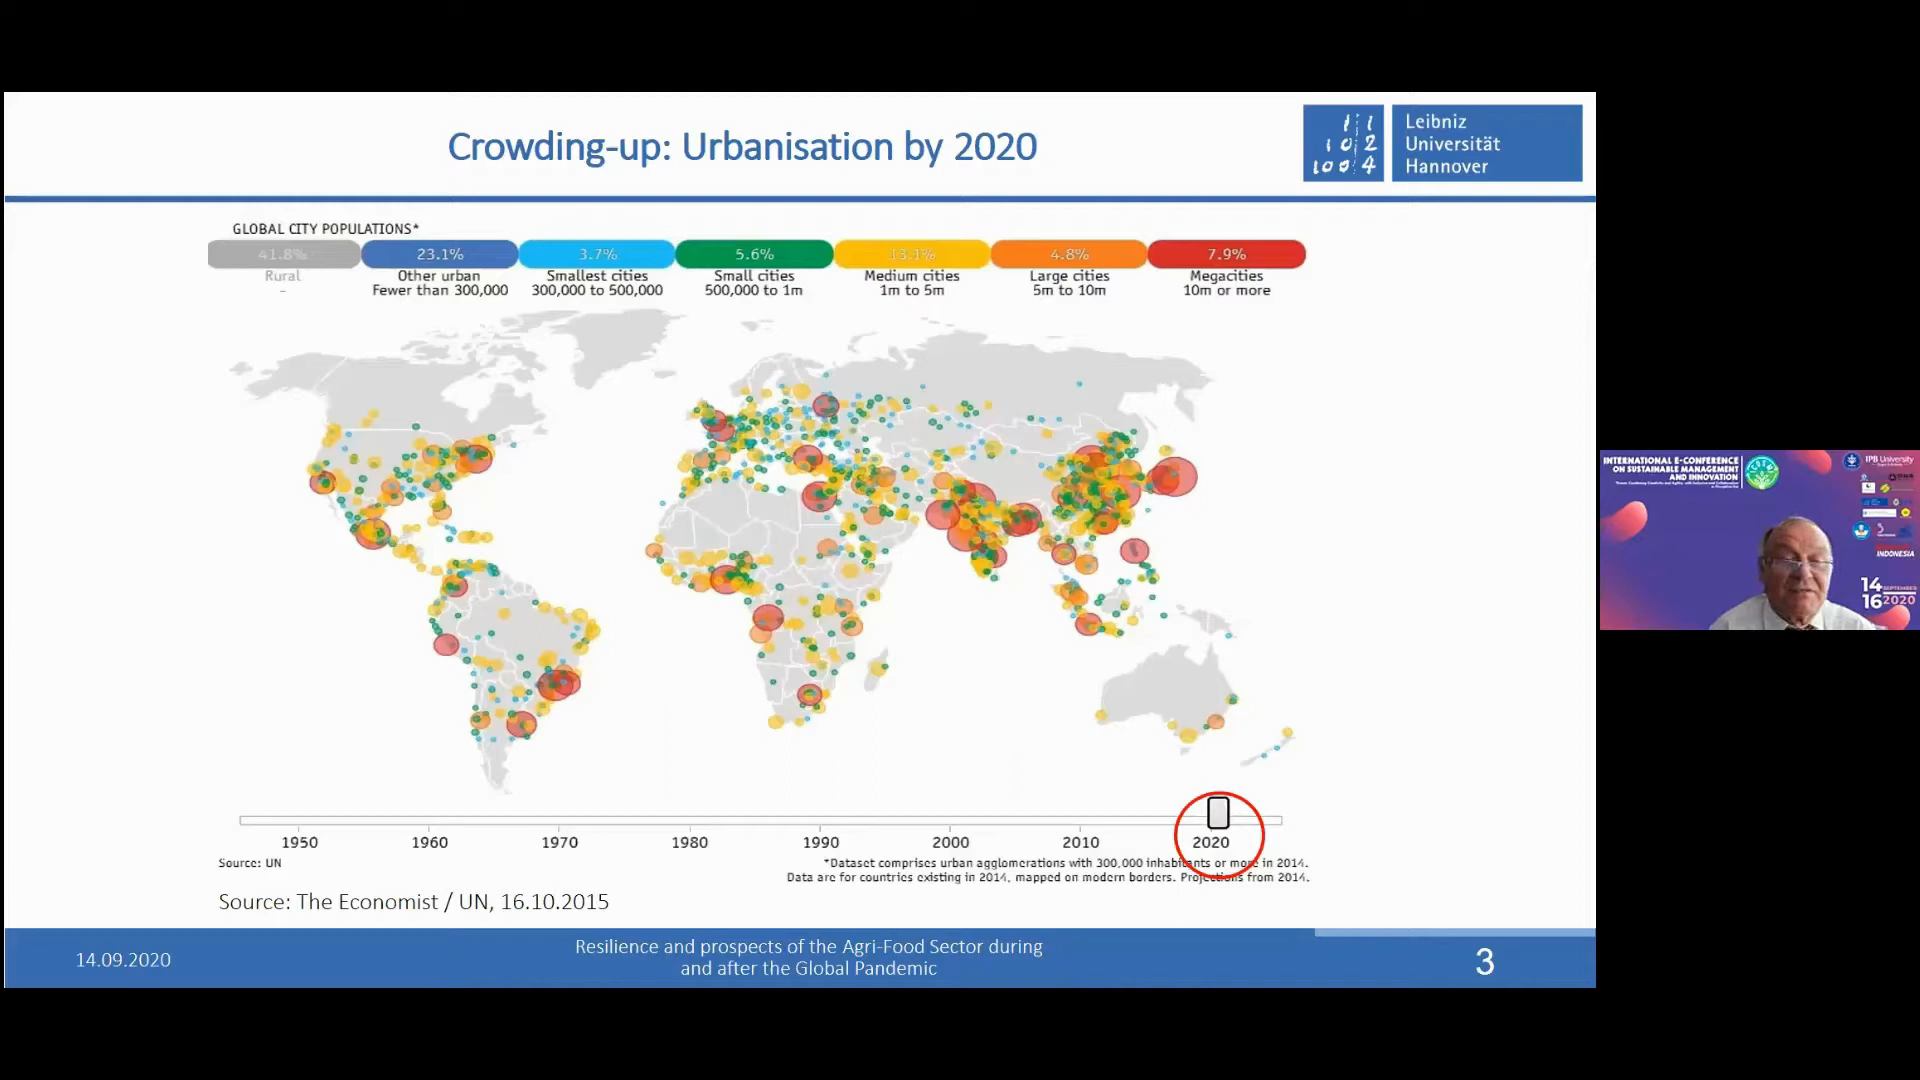 Crowding-up: Urbanisation by 2020
Leibniz
Universität
Hannover
GLOBAL CITY POPULATIONS*
41.8% 23.1% 3.7% 5.6% 13.1% 4.8% 7.9%
Rural Other urban Smallest cities Small cities Medium cities Large cities Megacities
- Fewer than 300,000 300,000 to 500,000 500,000 to 1m 1m to 5m 5m to 10m 10m or more
1950 1960 1970 1980 1990 2000 2010 2020
Source: UN
*Dataset comprises urban agglomerations with 300,000 inhabitants or more in 2014.
Data are for countries existing in 2014, mapped on modern borders. Projections from 2014.
Source: The Economist / UN, 16.10.2015
14.09.2020
Resilience and prospects of the Agri-Food Sector during
and after the Global Pandemic
3
INTERNATIONAL E-CONFERENCE
ON SUSTAINABLE MANAGEMENT
AND INNOVATION
IPB University
INDONESIA
14 SEPTEMBER
16 2020